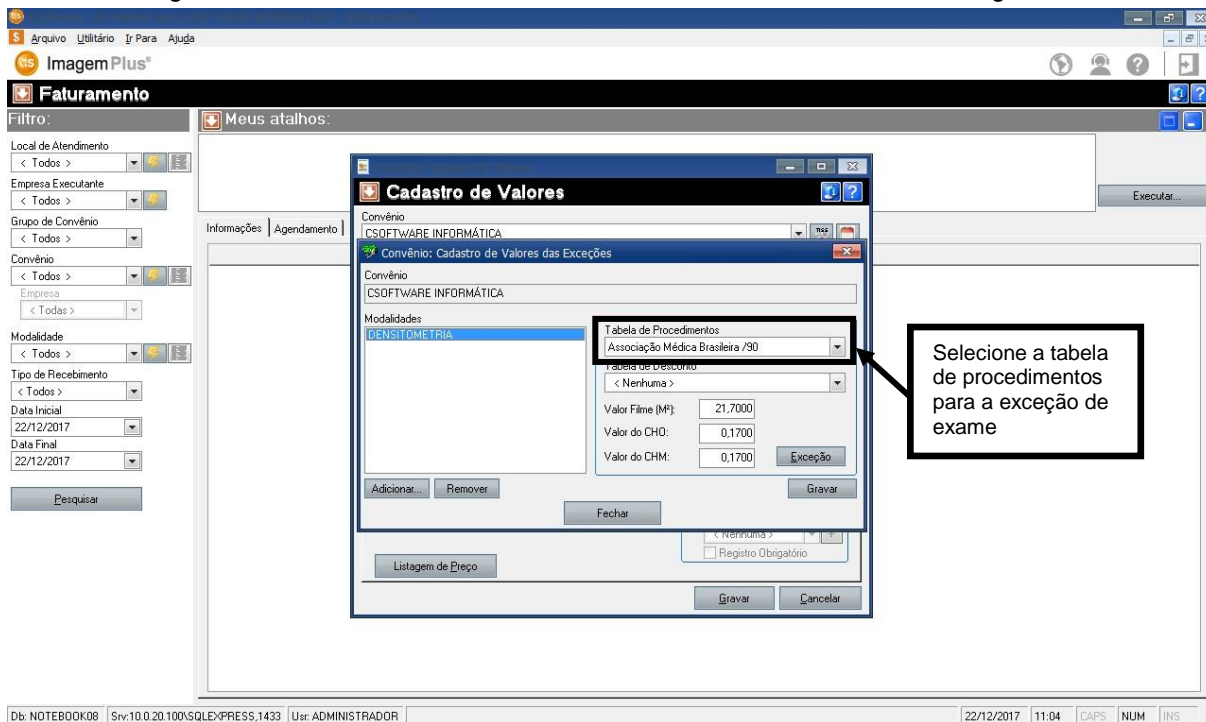 Arquivo Utilitário Ir Para Ajuda
ImagemPlus®
Faturamento
Filtro:
Meus atalhos:
Local de Atendimento
< Todos >
Empresa Executante
< Todos >
Grupo de Convênio
< Todos >
Convênio
< Todos >
Empresa
< Todas >
Modalidade
< Todos >
Tipo de Recebimento
< Todos >
Data Inicial
22/12/2017
Data Final
22/12/2017
Pesquisar
Executar...
Informações Agendamento
Cadastro de Valores
Convênio
CSOFTWARE INFORMÁTICA
Convênio: Cadastro de Valores das Exceções
Convênio
CSOFTWARE INFORMÁTICA
Modalidades
DENSITOMETRIA
Tabela de Procedimentos
Associação Médica Brasileira /90
Tabela de Desconto
< Nenhuma >
Valor Filme (M²): 21,7000
Valor do CHO: 0,1700
Valor do CHM: 0,1700 Exceção
Adicionar... Remover Gravar
Fechar
< Nenhuma >
Registro Obrigatório
Listagem de Preço
Gravar Cancelar
Selecione a tabela
de procedimentos
para a exceção de
exame
Db: NOTEBOOK08 Srv:10.0.20.100\SQLEXPRESS,1433 Usr: ADMINISTRADOR 22/12/2017 11:04 CAPS NUM INS